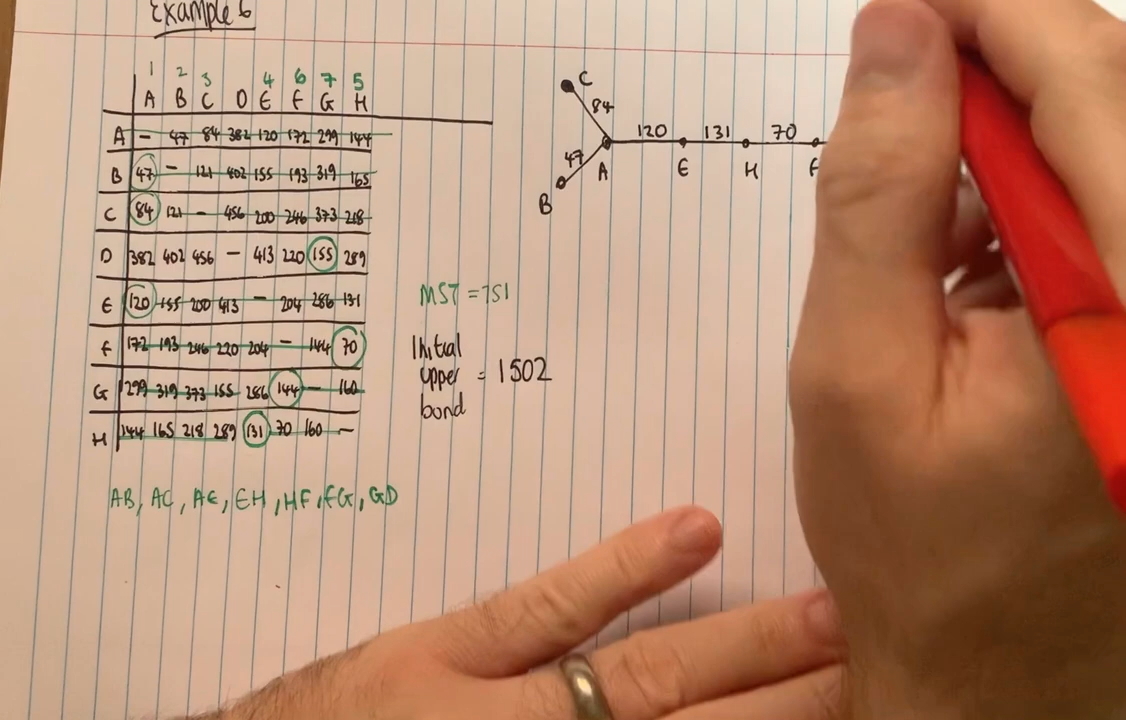 Example 6
1 2 3 4 6 7 5
A B C D E F G H
A - 47 84 382 120 172 299 144
B 47 - 121 402 155 193 319 165
C 84 121 - 456 200 246 373 218
D 382 402 456 - 413 220 155 289
E 120 155 200 413 - 204 286 131
F 172 193 246 220 204 - 144 70
G 299 319 373 155 286 144 - 160
H 144 165 218 289 131 70 160 -
AB, AC, AE, EH, HF, FG, GD
C
84
120 131 70
47
A E H F
B
MST = 751
Initial
upper = 1502
bond